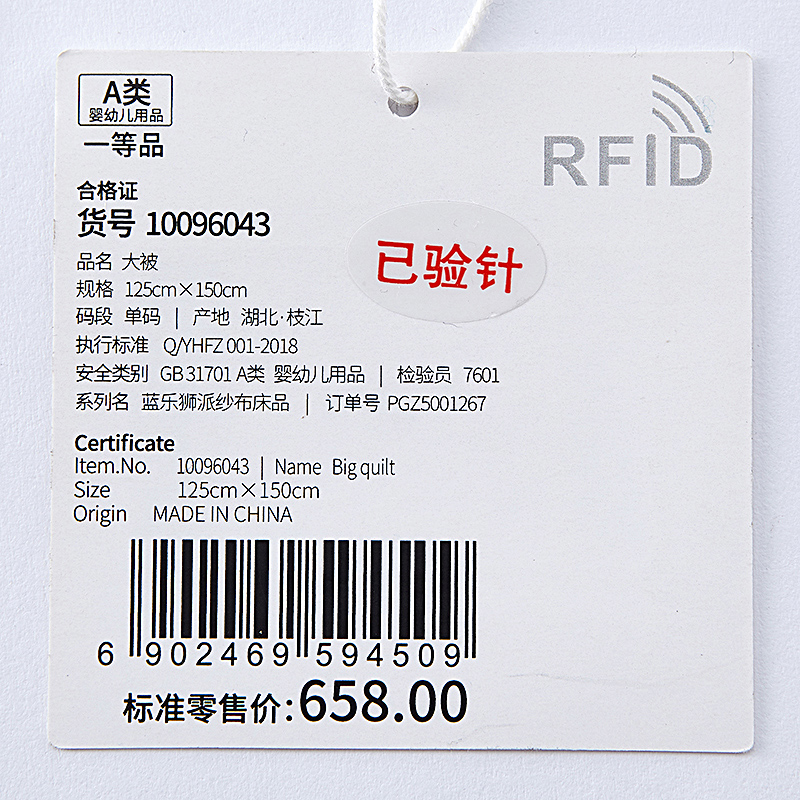 A类
婴幼儿用品
一等品
RFID
合格证
货号 10096043
已验针
品名 大被
规格 125cm×150cm
码段 单码 | 产地 湖北·枝江
执行标准 Q/YHFZ 001-2018
安全类别 GB 31701 A类 婴幼儿用品 | 检验员 7601
系列名 蓝乐狮派纱布床品 | 订单号 PGZ5001267
Certificate
Item.No. 10096043 | Name Big quilt
Size 125cm×150cm
Origin MADE IN CHINA
6 902469 594509
标准零售价:658.00